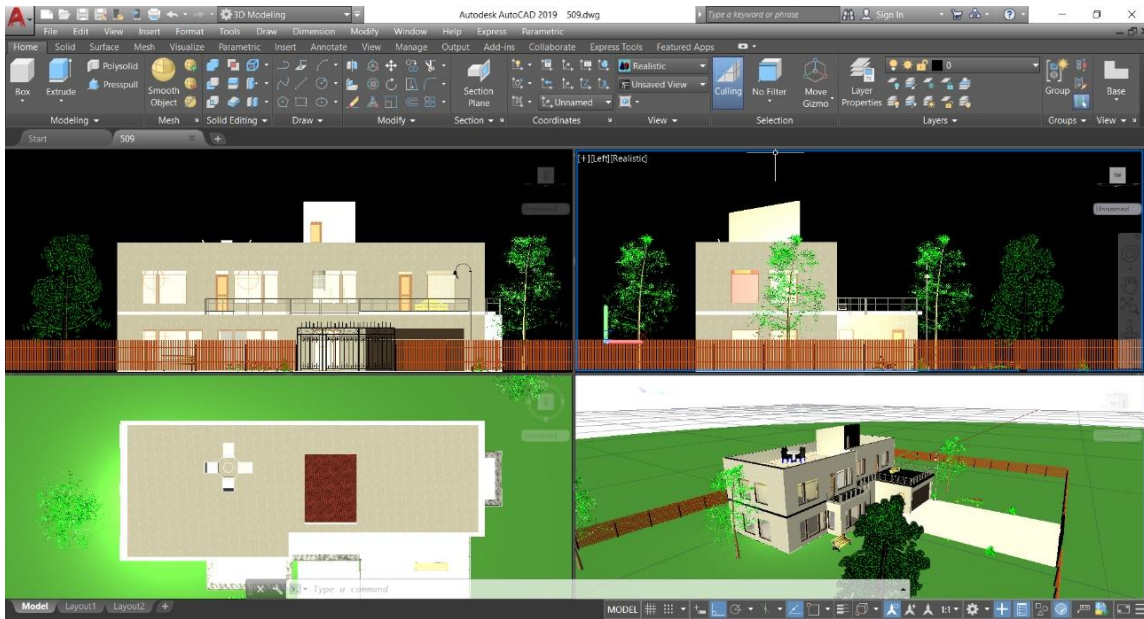 3D Modeling Autodesk AutoCAD 2019 509.dwg Type a keyword or phrase Sign In
File Edit View Insert Format Tools Draw Dimension Modify Window Help Express Parametric
Home Solid Surface Mesh Visualize Parametric Insert Annotate View Manage Output Add-ins Collaborate Express Tools Featured Apps
Box Extrude Polysolid Presspull Smooth Object Section Plane Realistic Unsaved View Unnamed Culling No Filter Move Gizmo Layer Properties 0 Group Base
Modeling Mesh Solid Editing Draw Modify Section Coordinates View Selection Layers Groups View
Start 509
[+][Left][Realistic]
TOP
Unnamed
Type a command
Model Layout1 Layout2 MODEL 1:1